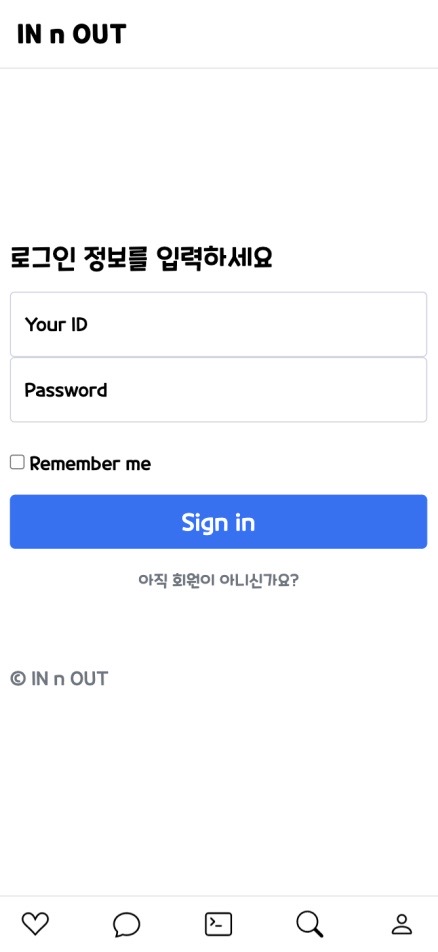 IN n OUT
로그인 정보를 입력하세요
Your ID
Password
Remember me
Sign in
아직 회원이 아니신가요?
© IN n OUT